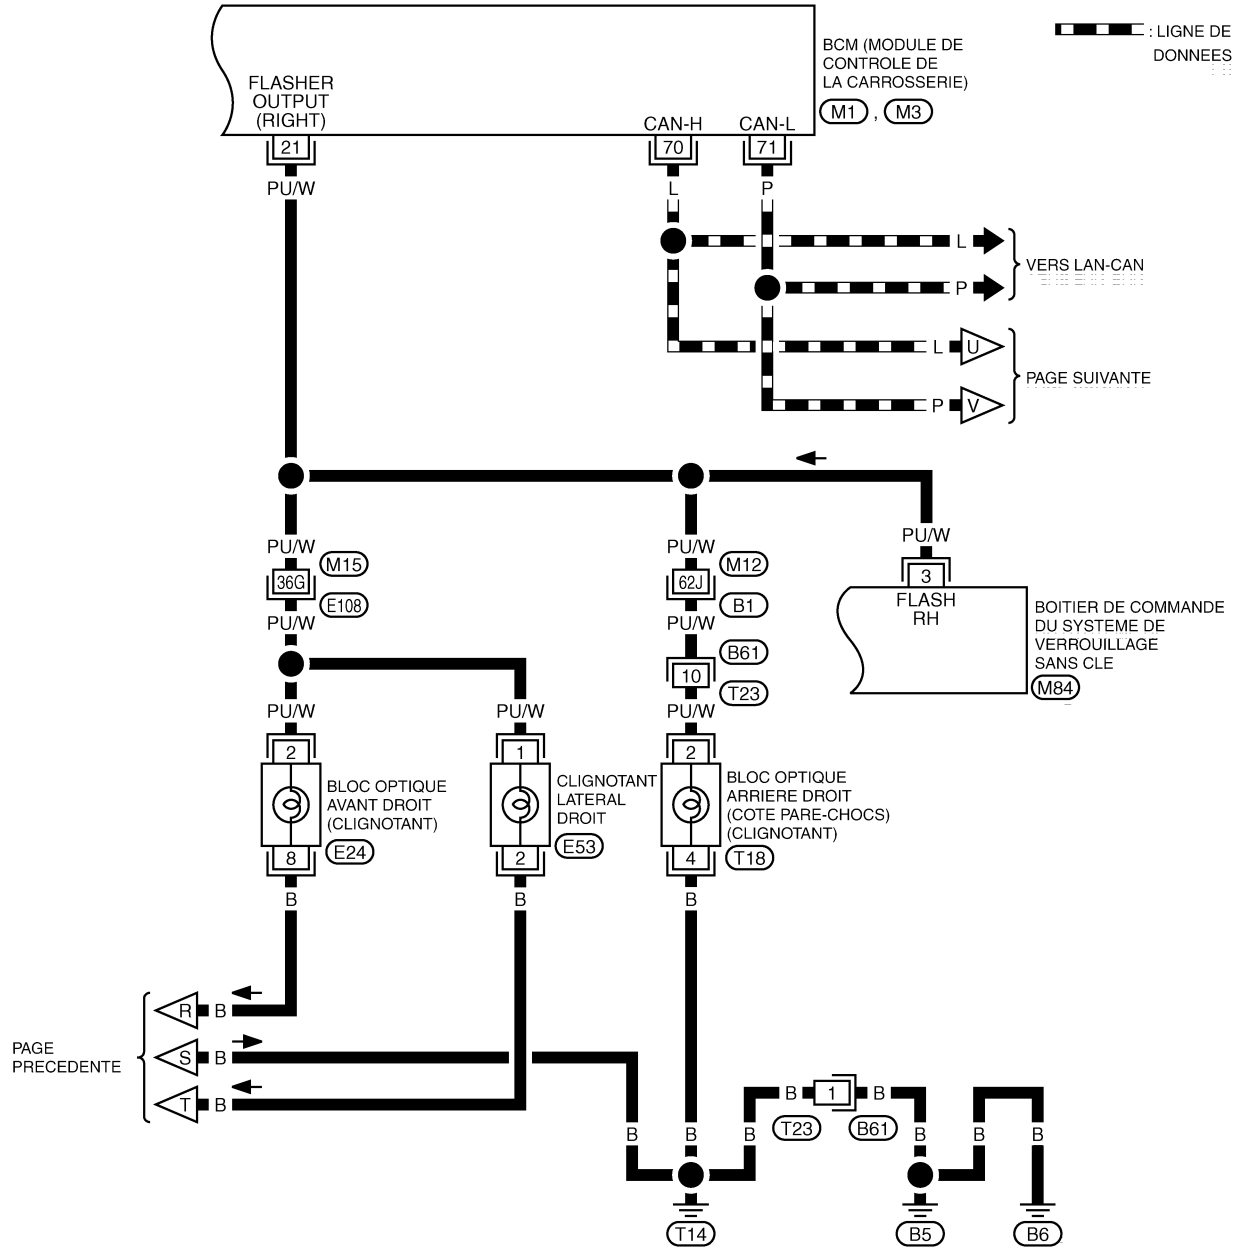 : LIGNE DE
DONNEES
BCM (MODULE DE
CONTROLE DE
LA CARROSSERIE)
M1 , M3
FLASHER
OUTPUT
(RIGHT)
CAN-H
CAN-L
21
70
71
PU/W
L
P
L
P
VERS LAN-CAN
L
U
P
V
PAGE SUIVANTE
PU/W
PU/W
PU/W
M15
M12
36G
62J
3
E108
B1
FLASH
RH
BOITIER DE COMMANDE
DU SYSTEME DE
VERROUILLAGE
SANS CLE
M84
PU/W
PU/W
B61
10
T23
PU/W
PU/W
PU/W
2
1
2
BLOC OPTIQUE
AVANT DROIT
(CLIGNOTANT)
E24
CLIGNOTANT
LATERAL
DROIT
E53
BLOC OPTIQUE
ARRIERE DROIT
(COTE PARE-CHOCS)
(CLIGNOTANT)
T18
8
2
4
B
B
B
PAGE
PRECEDENTE
R
B
S
B
T
B
B
1
B
T23
B61
B
B
B
B
B
B
T14
B5
B6